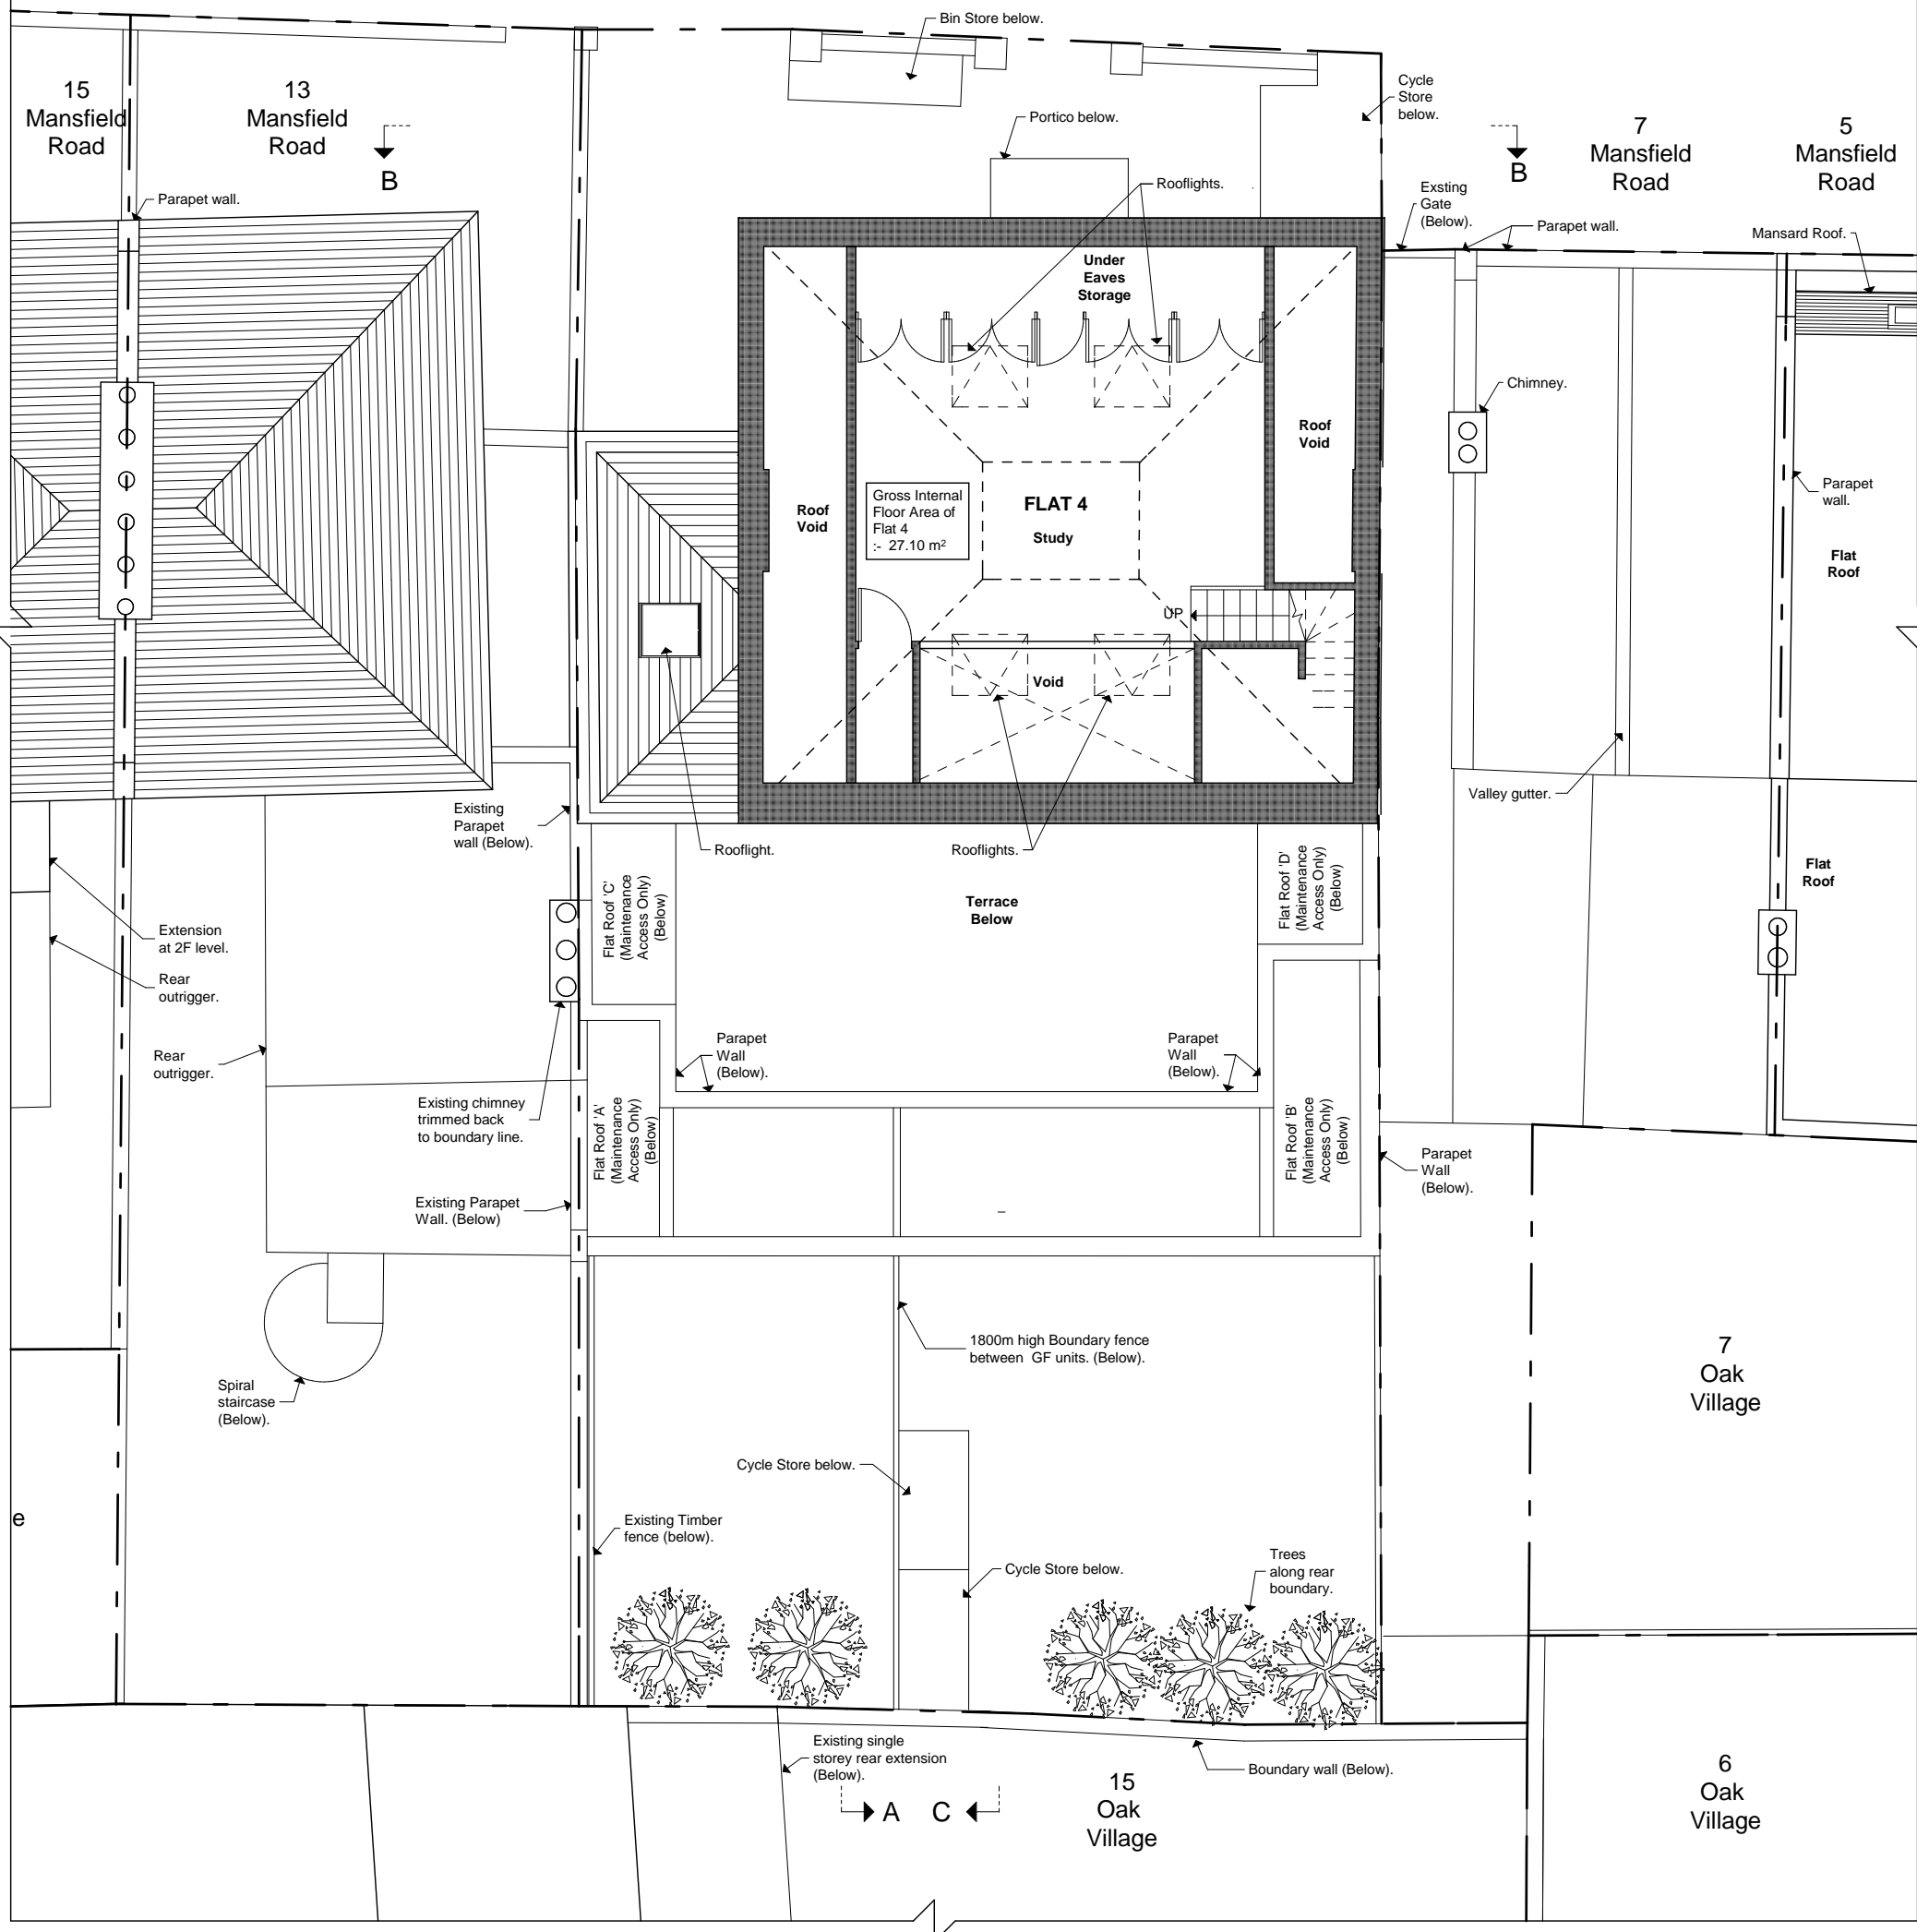 Bin Store below.
15
Mansfield
Road
13
Mansfield
Road
B
Portico below.
Cycle
Store
below.
B
7
Mansfield
Road
5
Mansfield
Road
Parapet wall.
Rooflights.
Exsting
Gate
(Below).
Parapet wall.
Mansard Roof.
Under
Eaves
Storage
Chimney.
Roof
Void
Roof
Void
Gross Internal
Floor Area of
Flat 4
:- 27.10 m²
FLAT 4
Study
Parapet
wall.
Flat
Roof
UP
Void
Existing
Parapet
wall (Below).
Rooflight.
Rooflights.
Valley gutter.
Flat Roof 'C'
(Maintenance
Access Only)
(Below)
Terrace
Below
Flat Roof 'D'
(Maintenance
Access Only)
(Below)
Flat
Roof
Extension
at 2F level.
Rear
outrigger.
Rear
outrigger.
Parapet
Wall
(Below).
Parapet
Wall
(Below).
Existing chimney
trimmed back
to boundary line.
Flat Roof 'A'
(Maintenance
Access Only)
(Below)
Flat Roof 'B'
(Maintenance
Access Only)
(Below)
Parapet
Wall
(Below).
Existing Parapet
Wall. (Below)
1800m high Boundary fence
between GF units. (Below).
7
Oak
Village
Spiral
staircase
(Below).
Cycle Store below.
e
Existing Timber
fence (below).
Cycle Store below.
Trees
along rear
boundary.
Existing single
storey rear extension
(Below).
Boundary wall (Below).
A C
15
Oak
Village
6
Oak
Village